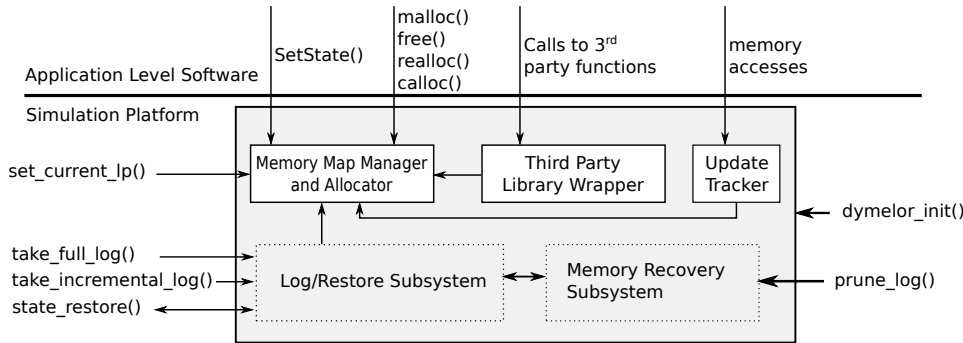 SetState()
malloc()
free()
realloc()
calloc()
Calls to 3rd
party functions
memory
accesses
Application Level Software
Simulation Platform
set_current_lp()
Memory Map Manager
and Allocator
Third Party
Library Wrapper
Update
Tracker
dymelor_init()
take_full_log()
take_incremental_log()
state_restore()
Log/Restore Subsystem
Memory Recovery
Subsystem
prune_log()